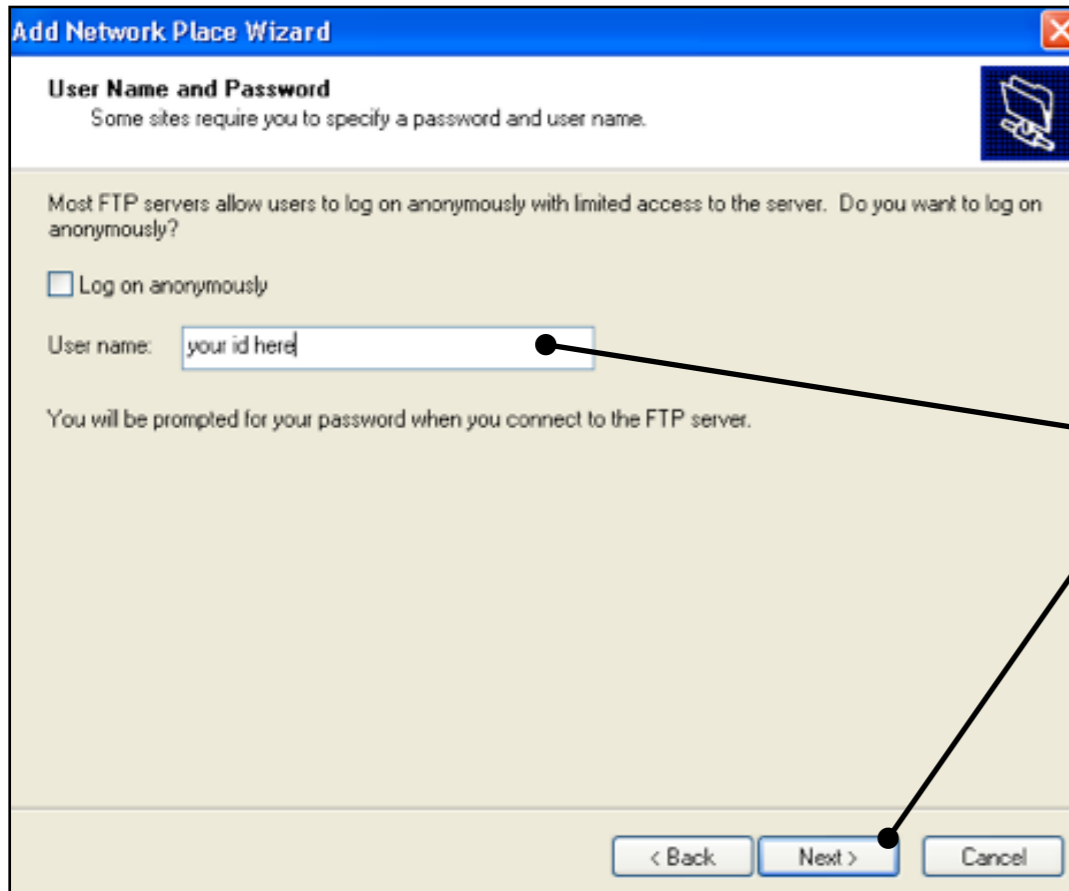 Add Network Place Wizard
User Name and Password
Some sites require you to specify a password and user name.
Most FTP servers allow users to log on anonymously with limited access to the server. Do you want to log on
anonymously?
Log on anonymously
User name: your id here
You will be prompted for your password when you connect to the FTP server.
< Back Next > Cancel